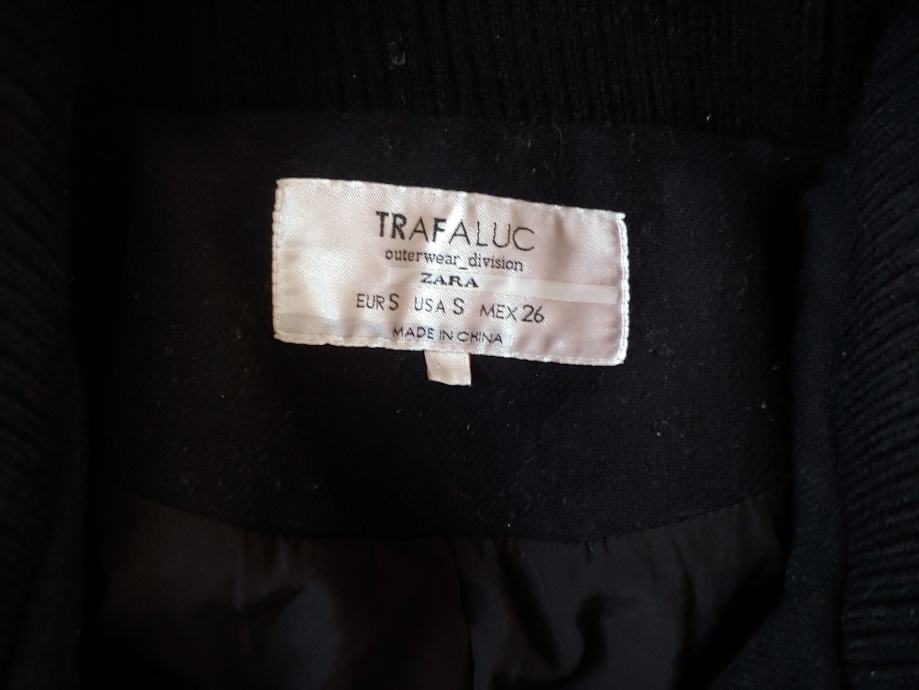 TRAFALUC
outerwear_division
ZARA
EUR S USA S MEX 26
MADE IN CHINA